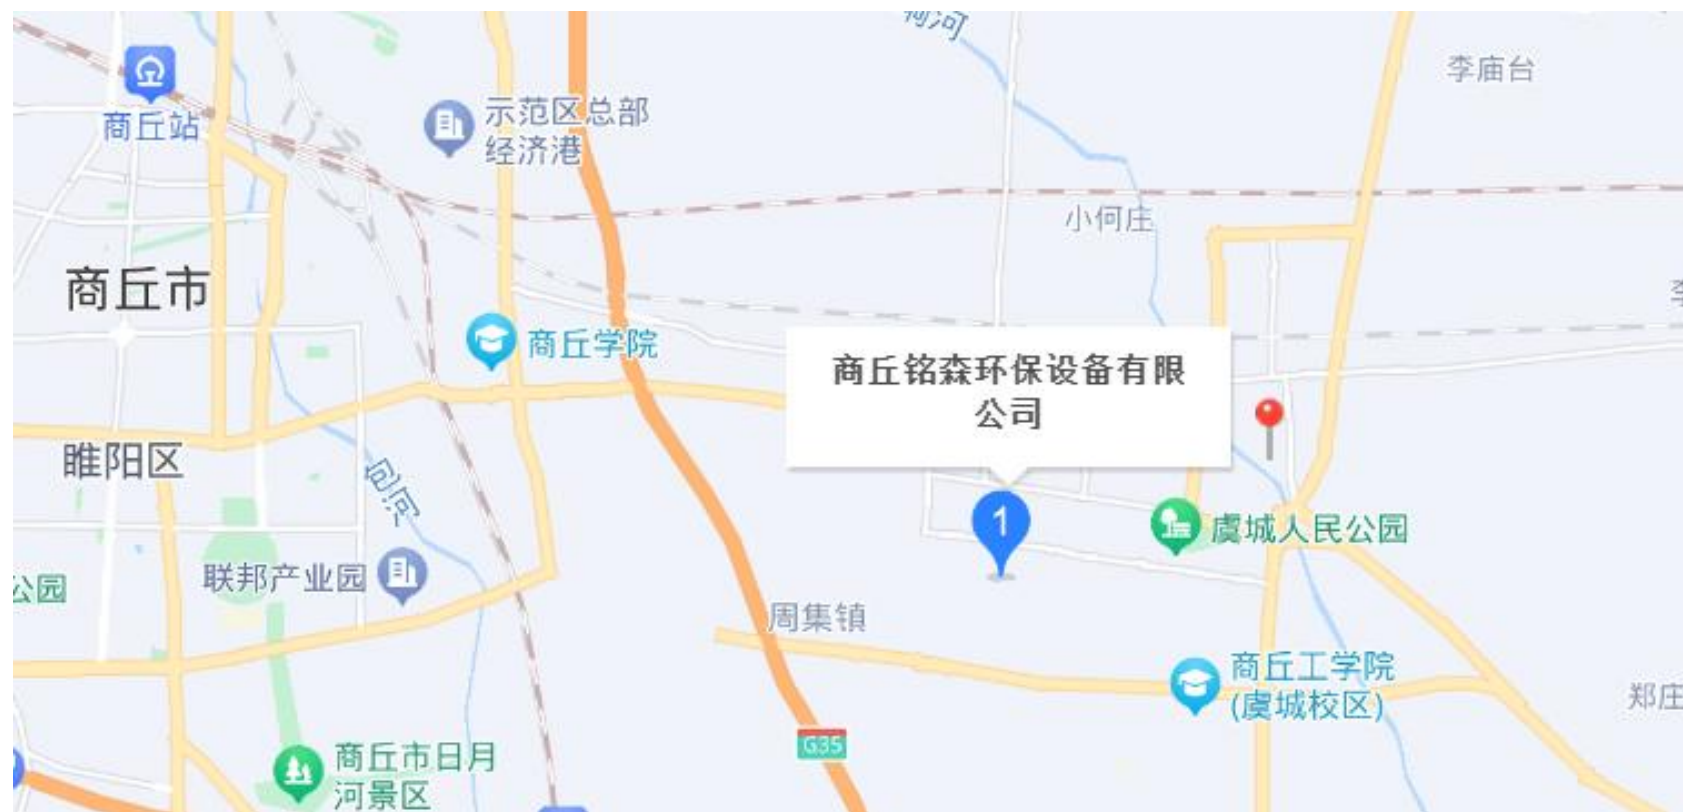 李庙台
商丘站
示范区总部
经济港
小何庄
商丘市
商丘学院
商丘铭森环保设备有限
公司
睢阳区
包河
1
虞城人民公园
联邦产业园
公园
周集镇
商丘工学院
(虞城校区)
郑庄
G35
商丘市日月
河景区